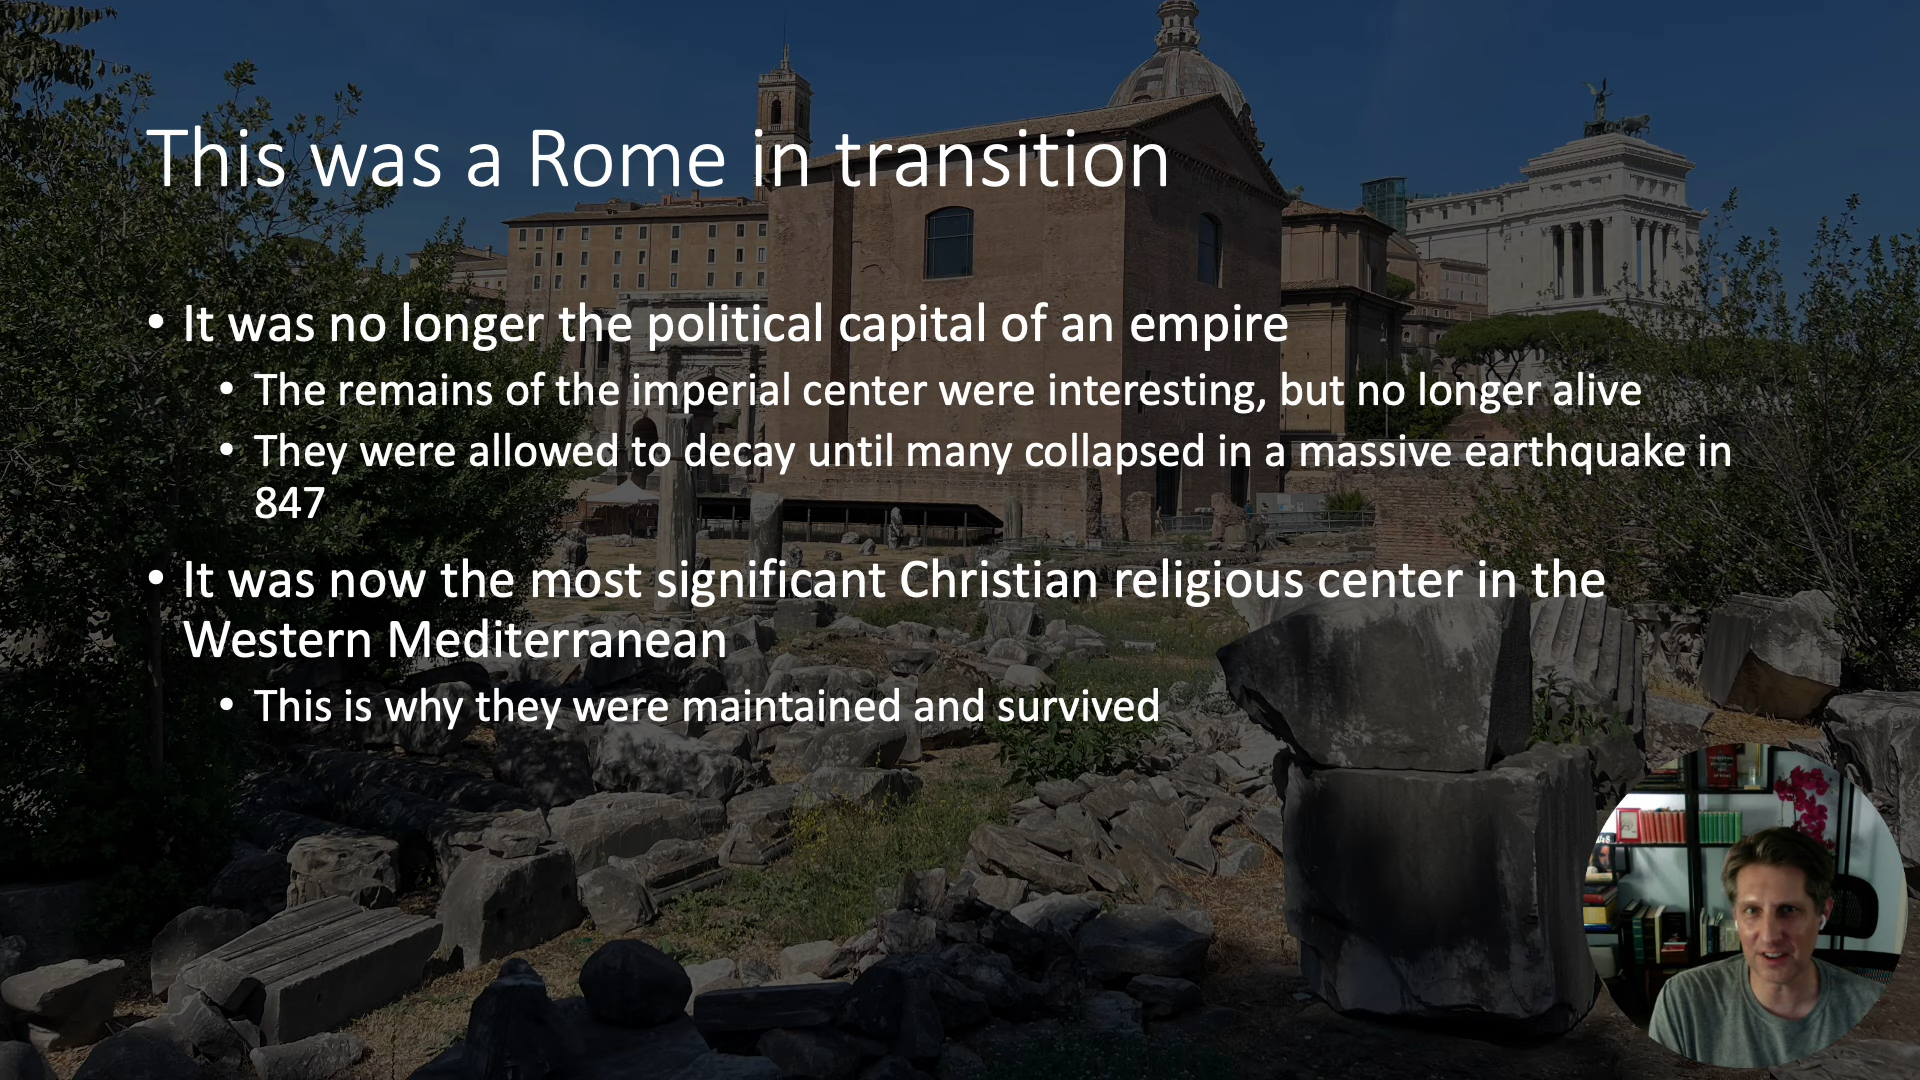 This was a Rome in transition
• It was no longer the political capital of an empire
• The remains of the imperial center were interesting, but no longer alive
• They were allowed to decay until many collapsed in a massive earthquake in
847
• It was now the most significant Christian religious center in the
Western Mediterranean
• This is why they were maintained and survived